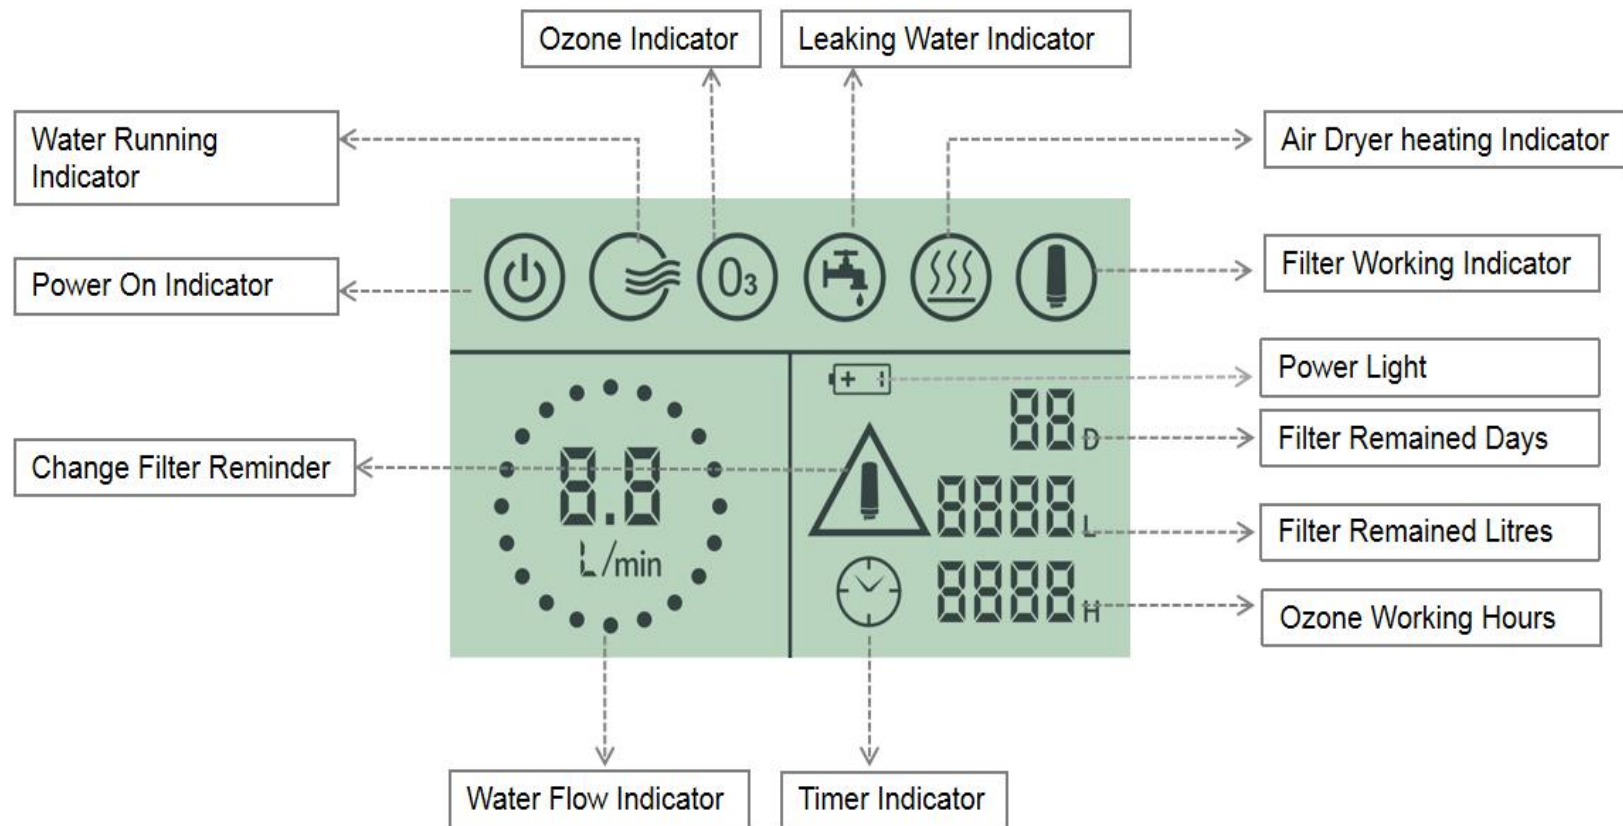 Ozone Indicator
Leaking Water Indicator
Water Running
Indicator
Air Dryer heating Indicator
Power On Indicator
O3
Filter Working Indicator
Power Light
88 D
Filter Remained Days
Change Filter Reminder
8.8
L/min
8888 L
Filter Remained Litres
8888 H
Ozone Working Hours
Water Flow Indicator
Timer Indicator